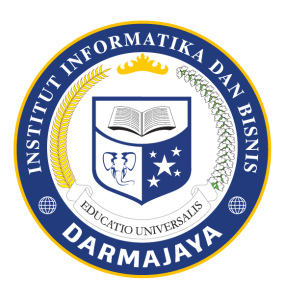 INSTITUT INFORMATIKA DAN BISNIS
EDUCATIO UNIVERSALIS
DARMAJAYA